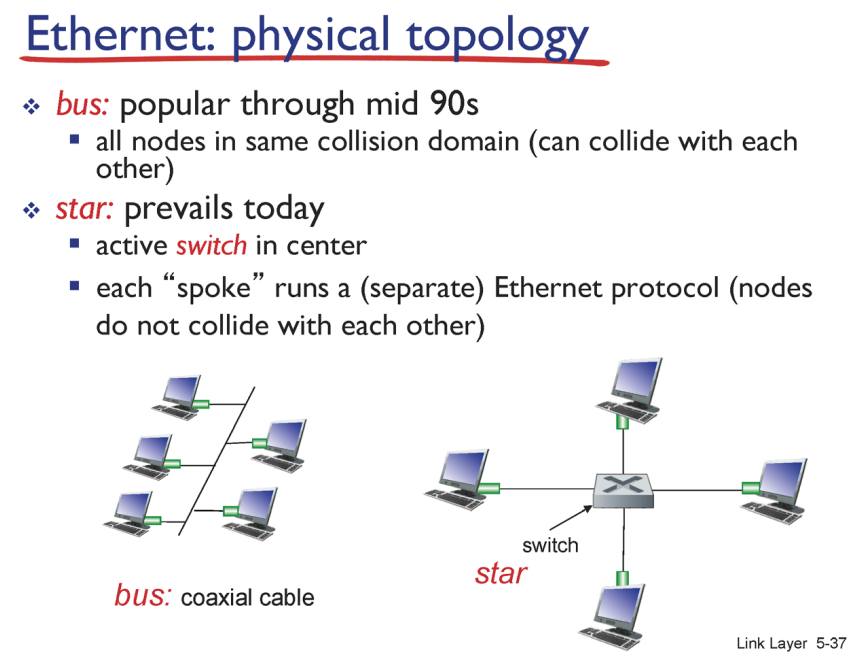 Ethernet: physical topology
bus: popular through mid 90s
all nodes in same collision domain (can collide with each
other)
star: prevails today
active switch in center
each “spoke” runs a (separate) Ethernet protocol (nodes
do not collide with each other)
switch
star
bus: coaxial cable
Link Layer 5-37